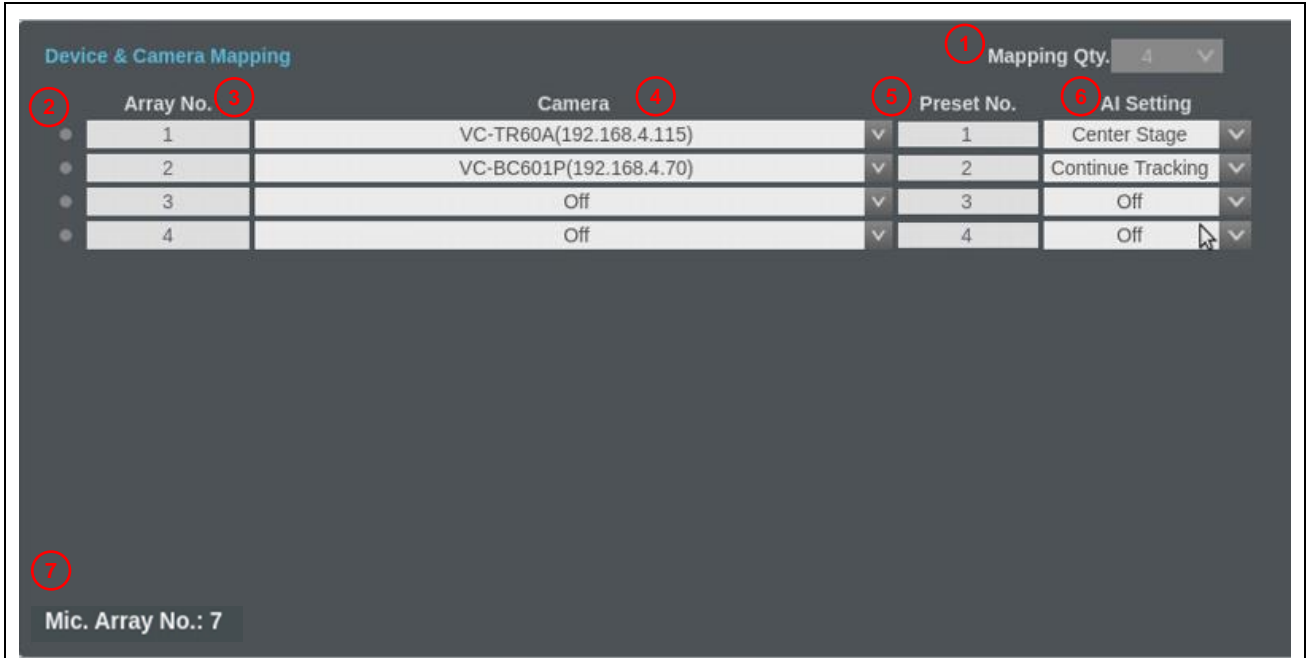 1
Device & Camera Mapping Mapping Qty. 4
2 Array No. 3 Camera 4 5 Preset No. 6 AI Setting
1 VC-TR60A(192.168.4.115) 1 Center Stage
2 VC-BC601P(192.168.4.70) 2 Continue Tracking
3 Off 3 Off
4 Off 4 Off
7
Mic. Array No.: 7